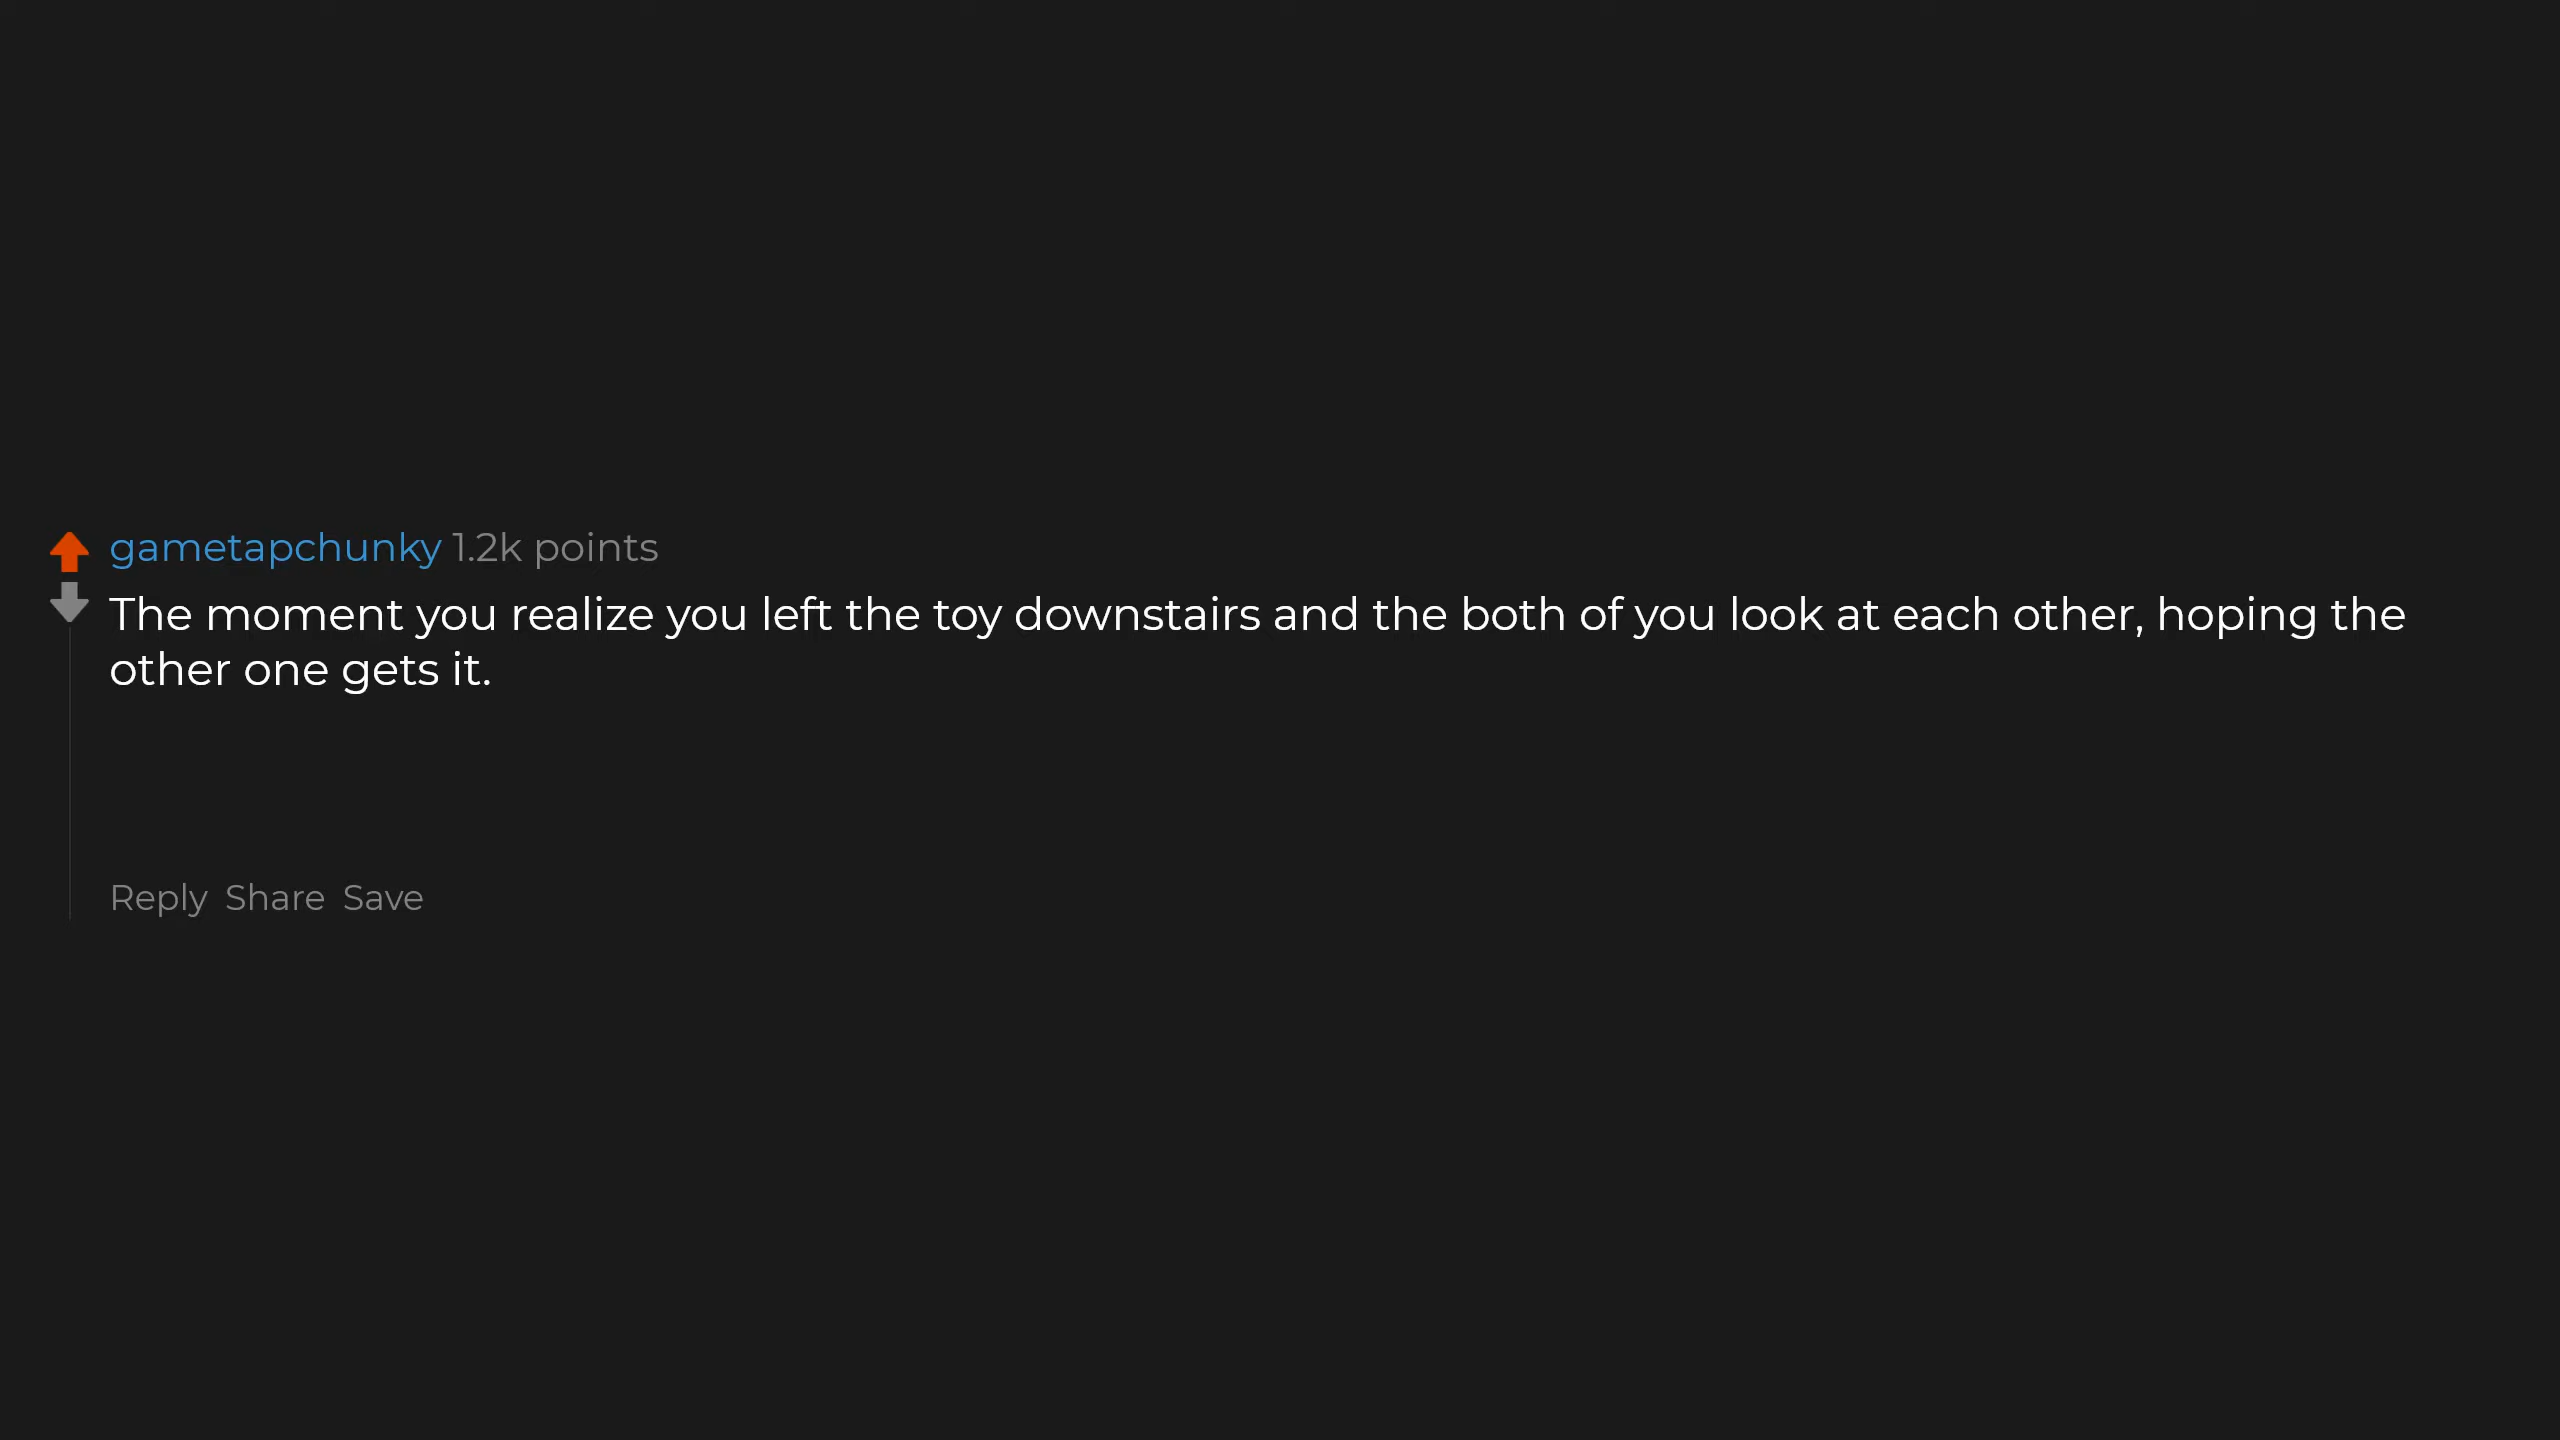 gametapchunky 1.2k points
The moment you realize you left the toy downstairs and the both of you look at each other, hoping the
other one gets it.
Reply Share Save